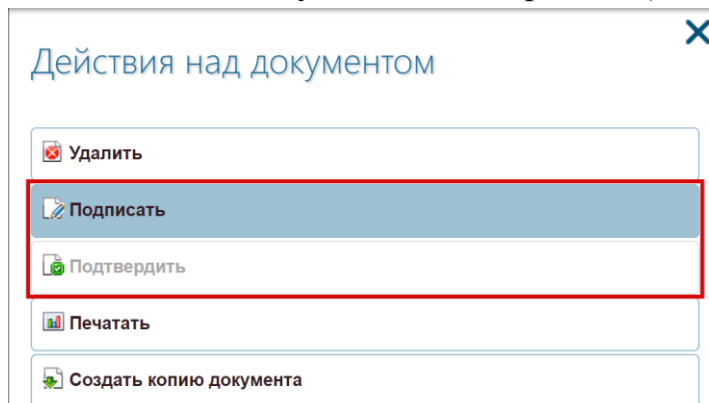 Действия над документом
Удалить
Подписать
Подтвердить
Печатать
Создать копию документа